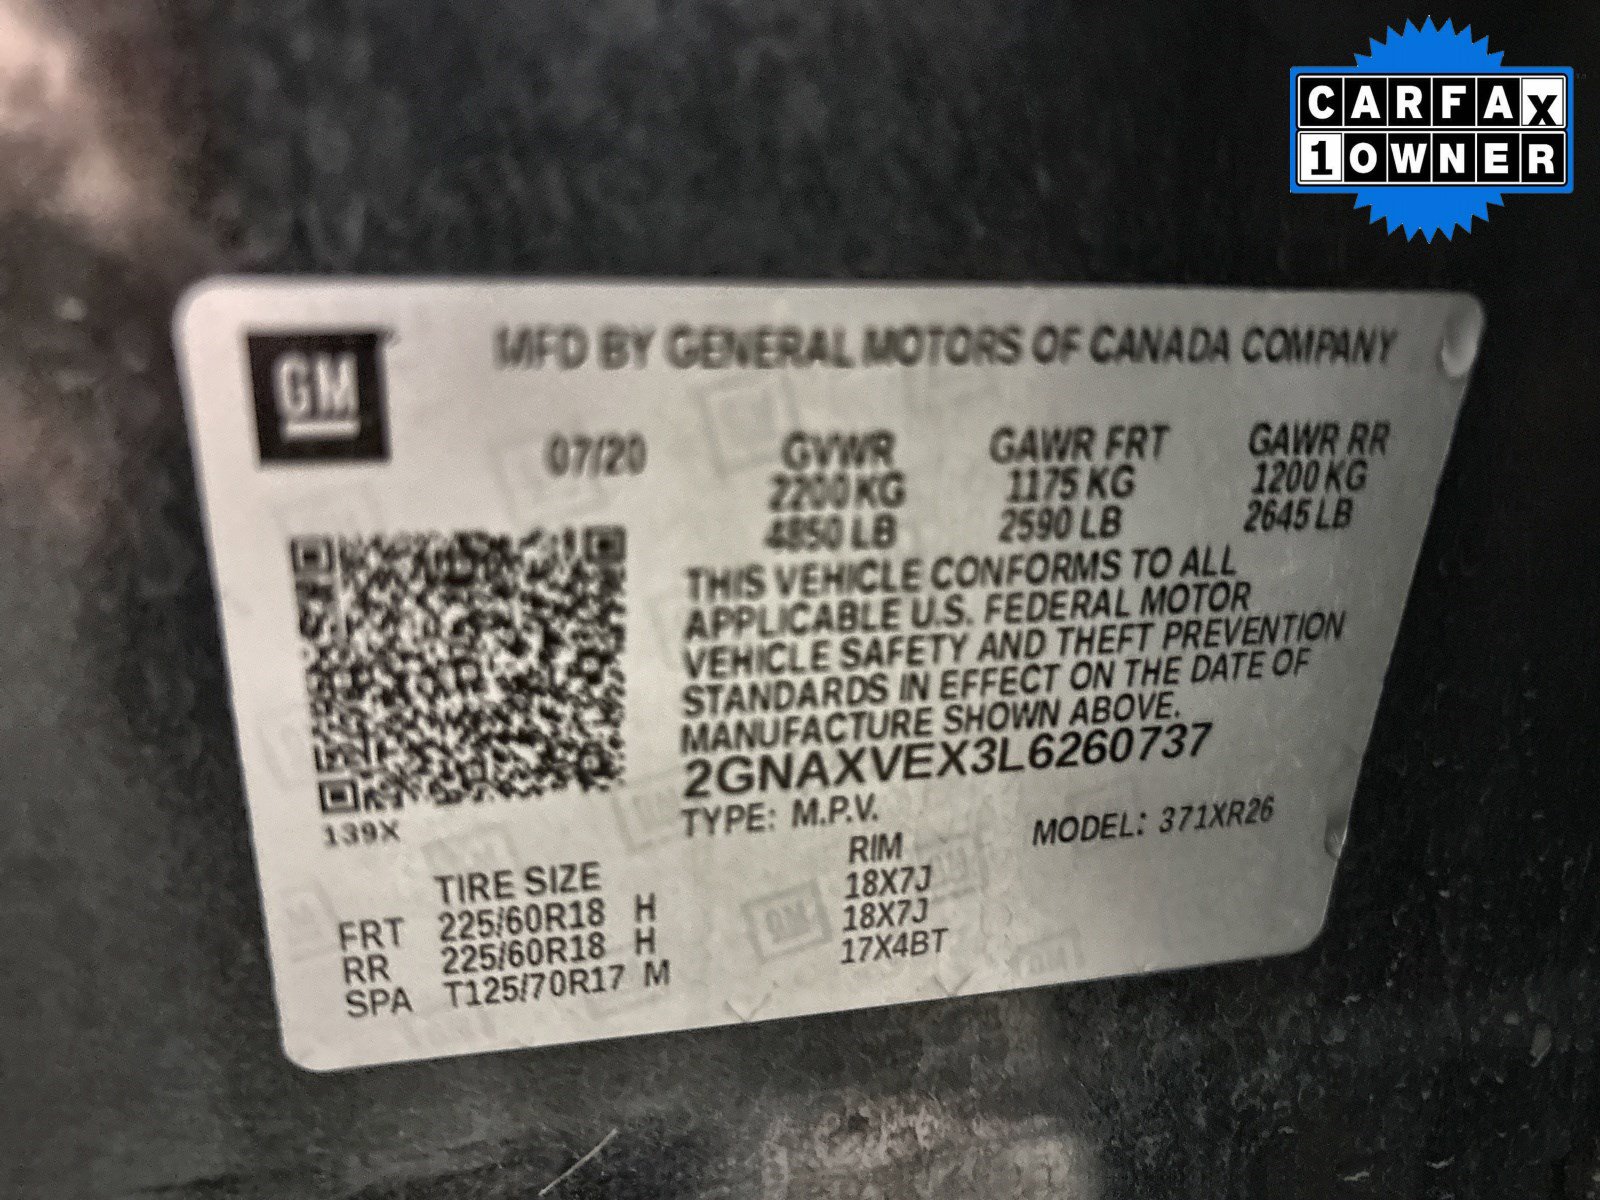 CARFAX
1 OWNER
GM
MFD BY GENERAL MOTORS OF CANADA COMPANY
07/20
GVWR GAWR FRT GAWR RR
2200 KG 1175 KG 1200 KG
4850 LB 2590 LB 2645 LB
THIS VEHICLE CONFORMS TO ALL
APPLICABLE U.S. FEDERAL MOTOR
VEHICLE SAFETY AND THEFT PREVENTION
STANDARDS IN EFFECT ON THE DATE OF
MANUFACTURE SHOWN ABOVE.
2GNAXVEX3L6260737
139X
TYPE: M.P.V. MODEL: 371XR26
TIRE SIZE RIM
FRT 225/60R18 H 18X7J
RR 225/60R18 H 18X7J
SPA T125/70R17 M 17X4BT